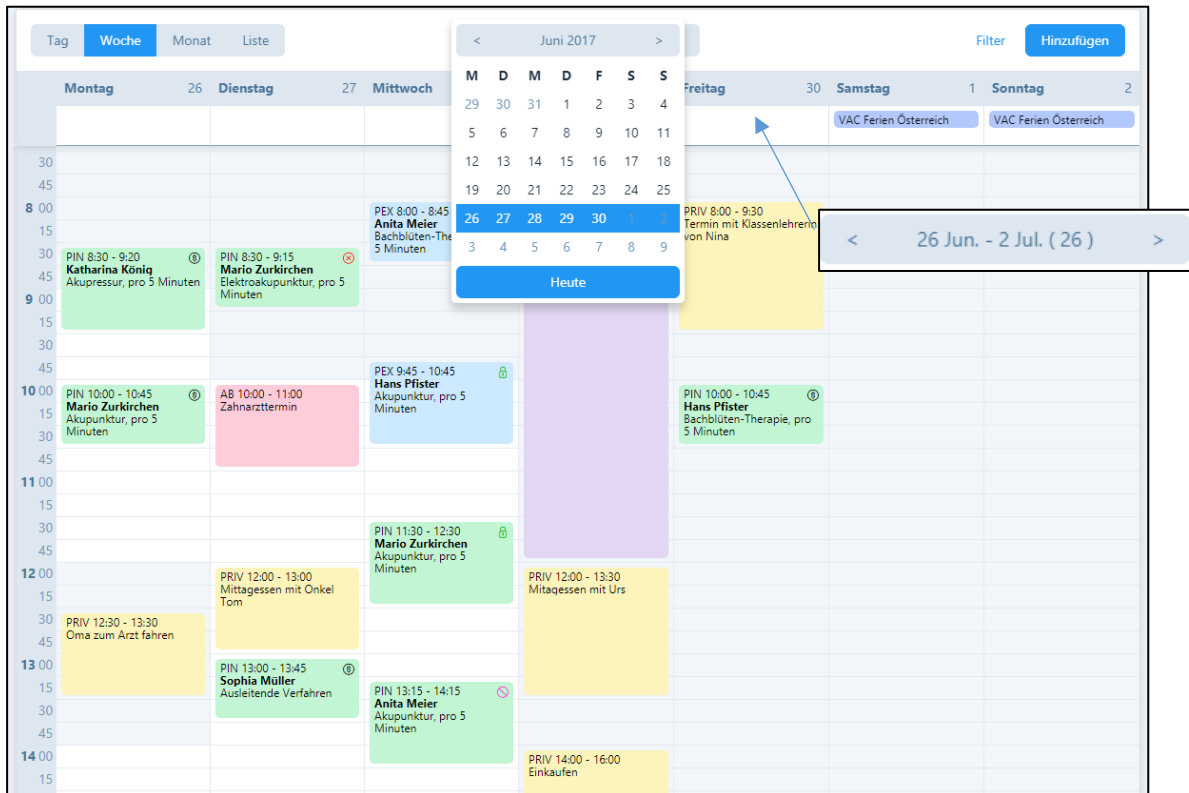 Tag Woche Monat Liste
< Juni 2017 >
Filter Hinzufügen
Montag 26 Dienstag 27 Mittwoch
Freitag 30 Samstag 1 Sonntag 2
VAC Ferien Österreich VAC Ferien Österreich
M D M D F S S
29 30 31 1 2 3 4
5 6 7 8 9 10 11
12 13 14 15 16 17 18
19 20 21 22 23 24 25
26 27 28 29 30 1 2
3 4 5 6 7 8 9
Heute
< 26 Jun. - 2 Jul. ( 26 ) >
30
45
8 00
15
30
45
9 00
15
30
45
10 00
15
30
45
11 00
15
30
45
12 00
15
30
45
13 00
15
30
45
14 00
15
PIN 8:30 - 9:20
Katharina König
Akupressur, pro 5 Minuten
PIN 10:00 - 10:45
Mario Zurkirchen
Akupunktur, pro 5
Minuten
PRIV 12:30 - 13:30
Oma zum Arzt fahren
PIN 8:30 - 9:15
Mario Zurkirchen
Elektroakupunktur, pro 5
Minuten
AB 10:00 - 11:00
Zahnarzttermin
PRIV 12:00 - 13:00
Mittagessen mit Onkel
Tom
PIN 13:00 - 13:45
Sophia Müller
Ausleitende Verfahren
PEX 8:00 - 8:45
Anita Meier
Bachblüten-The
5 Minuten
PEX 9:45 - 10:45
Hans Pfister
Akupunktur, pro 5
Minuten
PIN 11:30 - 12:30
Mario Zurkirchen
Akupunktur, pro 5
Minuten
PIN 13:15 - 14:15
Anita Meier
Akupunktur, pro 5
Minuten
PRIV 12:00 - 13:30
Mitagessen mit Urs
PRIV 14:00 - 16:00
Einkaufen
PRIV 8:00 - 9:30
Termin mit Klassenlehrerin
von Nina
PIN 10:00 - 10:45
Hans Pfister
Bachblüten-Therapie, pro
5 Minuten